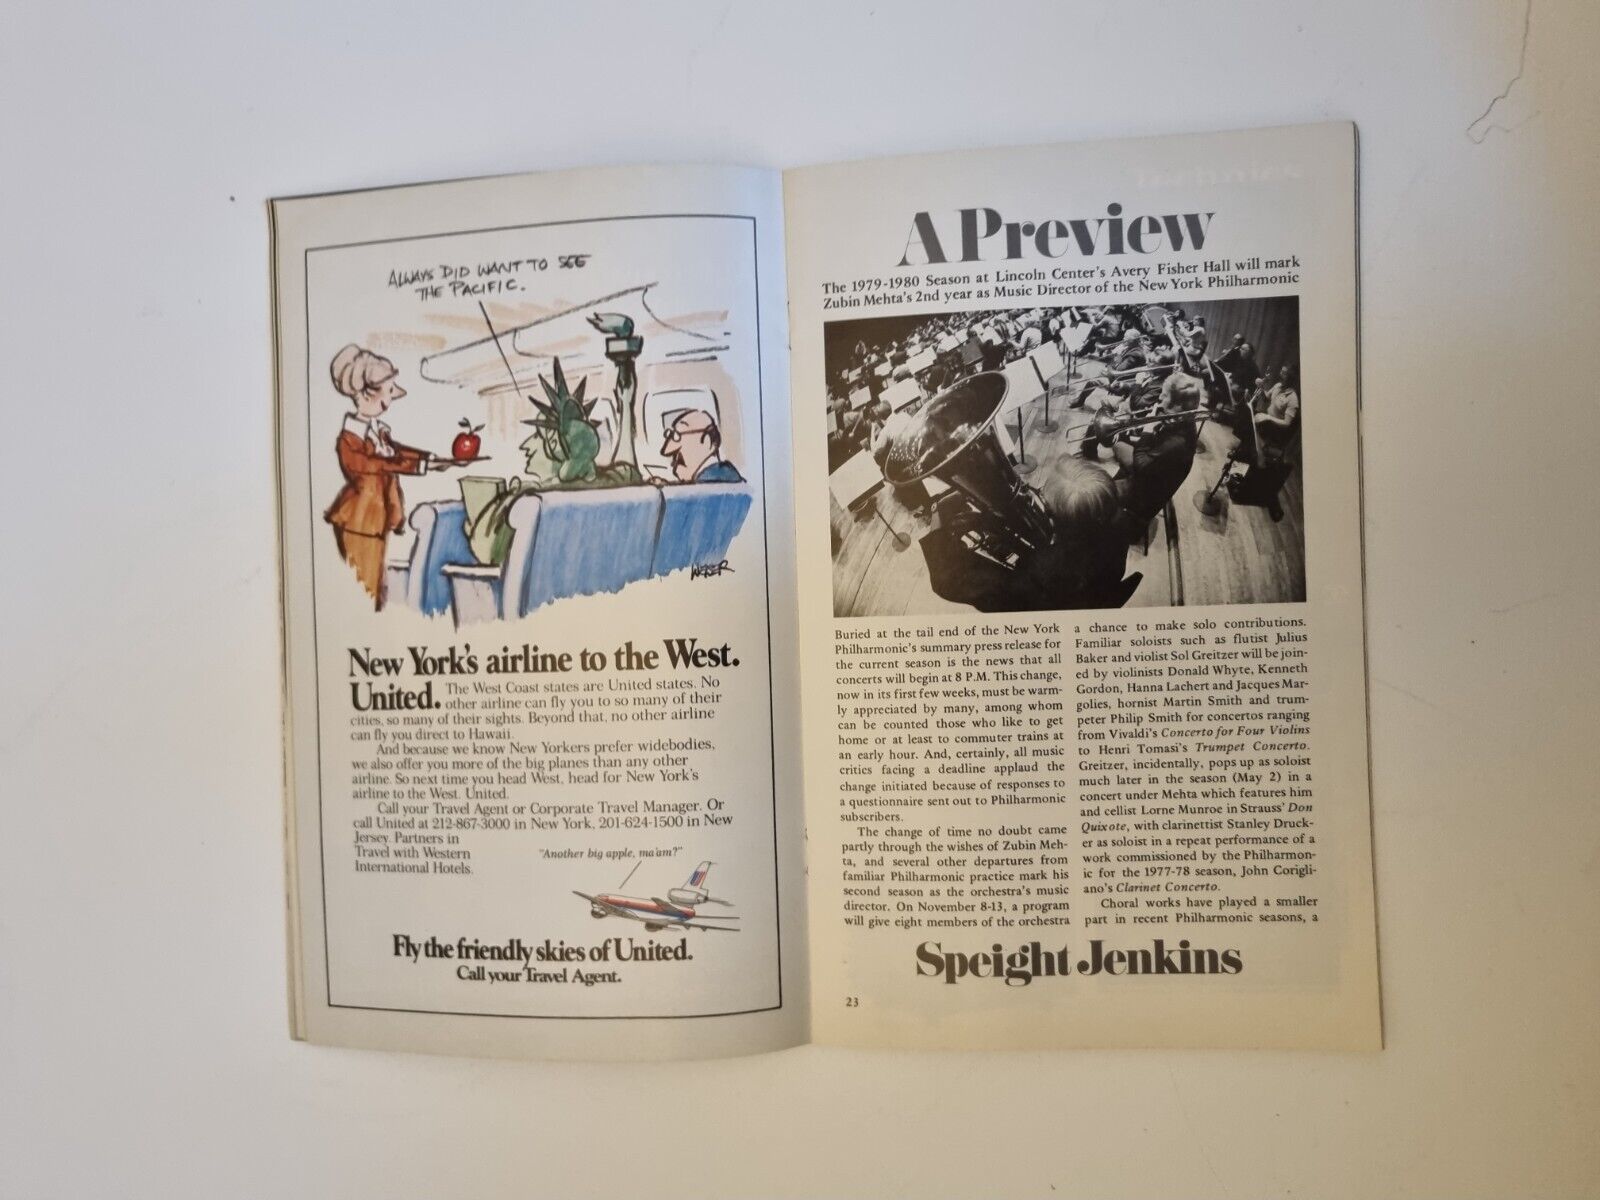 ALWAYS DID WANT TO SEE
THE PACIFIC.
New York's airline to the West.
United. The West Coast states are United states. No
other airline can fly you to so many of their
cities, so many of their sights. Beyond that, no other airline
can fly you direct to Hawaii.
And because we know New Yorkers prefer widebodies,
we also offer you more of the big planes than any other
airline. So next time you head West, head for New York's
airline to the West. United.
Call your Travel Agent or Corporate Travel Manager. Or
call United at 212-867-3000 in New York, 201-624-1500 in New
Jersey. Partners in
Travel with Western
International Hotels.
"Another big apple, ma'am?"
Fly the friendly skies of United.
Call your Travel Agent.
A Preview
The 1979-1980 Season at Lincoln Center's Avery Fisher Hall will mark
Zubin Mehta's 2nd year as Music Director of the New York Philharmonic
Buried at the tail end of the New York
Philharmonic's summary press release for
the current season is the news that all
concerts will begin at 8 P.M. This change,
now in its first few weeks, must be warm-
ly appreciated by many, among whom
can be counted those who like to get
home or at least to commuter trains at
an early hour. And, certainly, all music
critics facing a deadline applaud the
change initiated because of responses to
a questionnaire sent out to Philharmonic
subscribers.
The change of time no doubt came
partly through the wishes of Zubin Meh-
ta, and several other departures from
familiar Philharmonic practice mark his
second season as the orchestra's music
director. On November 8-13, a program
will give eight members of the orchestra
a chance to make solo contributions.
Familiar soloists such as flutist Julius
Baker and violist Sol Greitzer will be join-
ed by violinists Donald Whyte, Kenneth
Gordon, Hanna Lachert and Jacques Mar-
golies, hornist Martin Smith and trum-
peter Philip Smith for concertos ranging
from Vivaldi's Concerto for Four Violins
to Henri Tomasi's Trumpet Concerto.
Greitzer, incidentally, pops up as soloist
much later in the season (May 2) in a
concert under Mehta which features him
and cellist Lorne Munroe in Strauss' Don
Quixote, with clarinettist Stanley Druck-
er as soloist in a repeat performance of a
work commissioned by the Philharmon-
ic for the 1977-78 season, John Corigli-
ano's Clarinet Concerto.
Choral works have played a smaller
part in recent Philharmonic seasons, a
Speight Jenkins
23